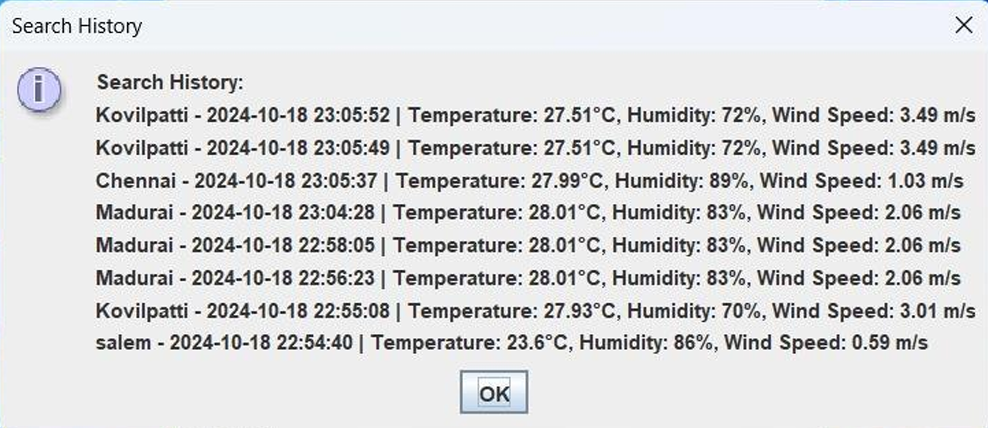 Search History
Search History:
Kovilpatti - 2024-10-18 23:05:52 | Temperature: 27.51°C, Humidity: 72%, Wind Speed: 3.49 m/s
Kovilpatti - 2024-10-18 23:05:49 | Temperature: 27.51°C, Humidity: 72%, Wind Speed: 3.49 m/s
Chennai - 2024-10-18 23:05:37 | Temperature: 27.99°C, Humidity: 89%, Wind Speed: 1.03 m/s
Madurai - 2024-10-18 23:04:28 | Temperature: 28.01°C, Humidity: 83%, Wind Speed: 2.06 m/s
Madurai - 2024-10-18 22:58:05 | Temperature: 28.01°C, Humidity: 83%, Wind Speed: 2.06 m/s
Madurai - 2024-10-18 22:56:23 | Temperature: 28.01°C, Humidity: 83%, Wind Speed: 2.06 m/s
Kovilpatti - 2024-10-18 22:55:08 | Temperature: 27.93°C, Humidity: 70%, Wind Speed: 3.01 m/s
salem - 2024-10-18 22:54:40 | Temperature: 23.6°C, Humidity: 86%, Wind Speed: 0.59 m/s
OK